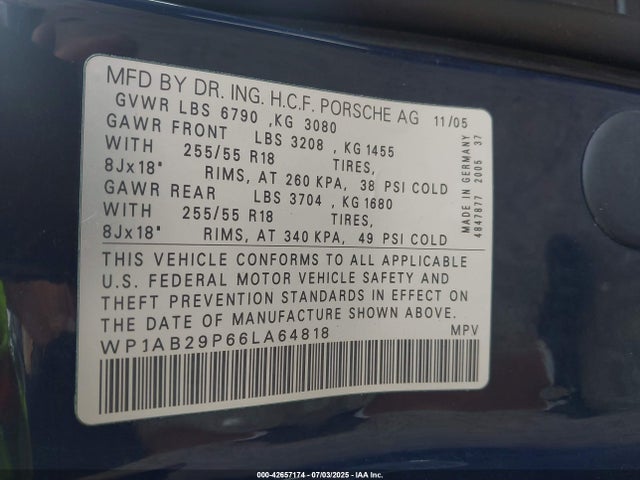 MFD BY DR. ING. H.C.F. PORSCHE AG 11/05
GVWR LBS 6790 ,KG 3080
GAWR FRONT LBS 3208 , KG 1455
WITH 255/55 R18 TIRES,
8Jx18" RIMS, AT 260 KPA, 38 PSI COLD
GAWR REAR LBS 3704 , KG 1680
WITH 255/55 R18 TIRES,
8Jx18" RIMS, AT 340 KPA, 49 PSI COLD
THIS VEHICLE CONFORMS TO ALL APPLICABLE
U.S. FEDERAL MOTOR VEHICLE SAFETY AND
THEFT PREVENTION STANDARDS IN EFFECT ON
THE DATE OF MANUFACTURE SHOWN ABOVE.
WP1AB29P66LA64818 MPV
MADE IN GERMANY
4847877 2005 37
000-42657174 - 07/03/2025 - IAA Inc.